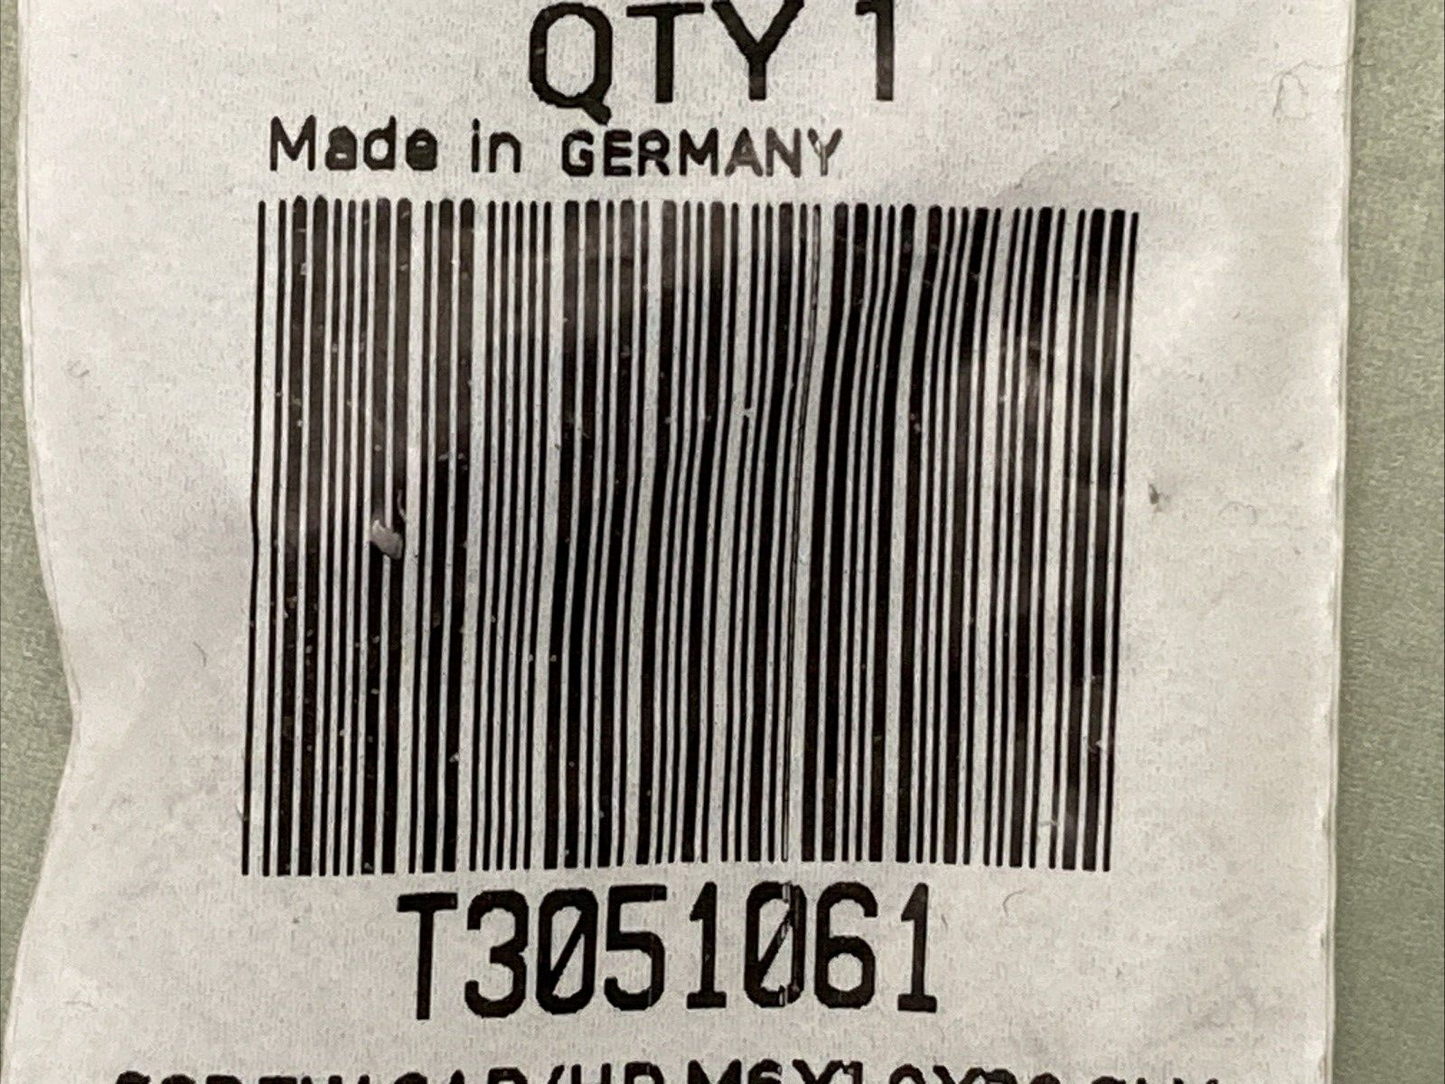 QTY 1
Made in GERMANY
T3051061